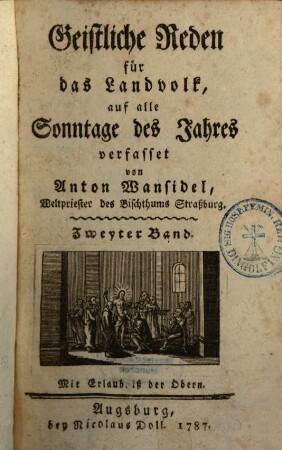 Geistliche Reden
für
das Landvolk,
auf alle
Sonntage des Jahres
verfasset
von
Anton Wansidel,
Weltpriester des Bischthums Straßburg.
Zweyter Band.
Mit Erlaub. iß der Obern.
Augsburg,
bey Nicolaus Doll. 1787.
DINGOLFING